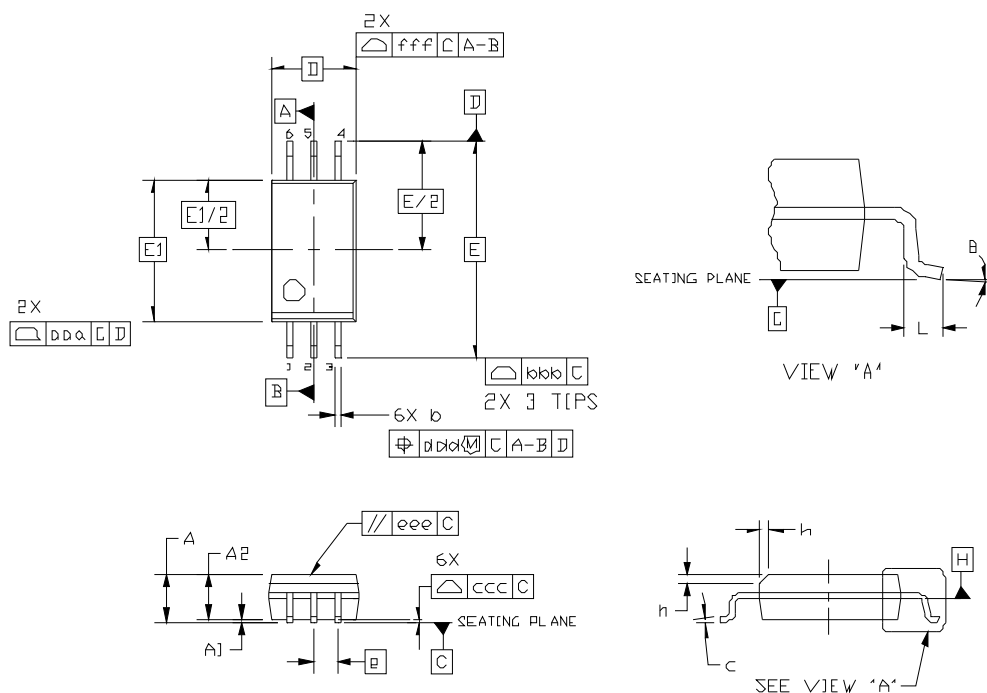 2X
fff C A-B
D
A
D
6 5 4
E1/2
E/2
E1
E
2X
aaa C D
1 2 3
B
bbb C
2X 3 TIPS
6X b
ddd M C A-B D
SEATING PLANE
C
θ
L
VIEW "A"
eee C
A
A2
6X
ccc C
SEATING PLANE
A1
C
e
h
H
h
c
SEE VIEW "A"